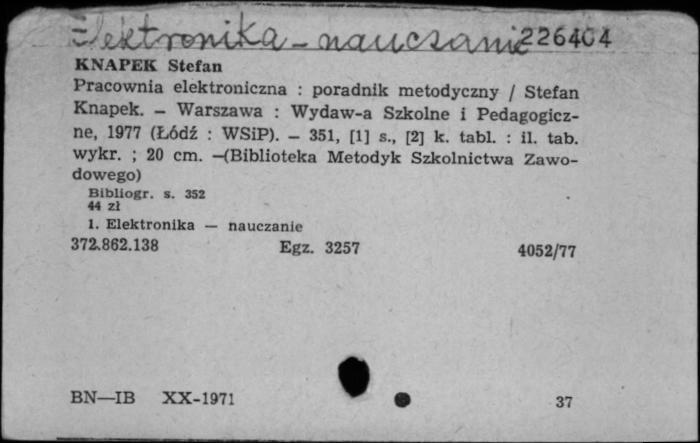 Elektronika - nauczanie 226404
KNAPEK Stefan
Pracownia elektroniczna : poradnik metodyczny / Stefan
Knapek. — Warszawa : Wydaw-a Szkolne i Pedagogicz-
ne, 1977 (Łódź : WSiP). — 351, [1] s., [2] k. tabl. : il. tab.
wykr. ; 20 cm. —(Biblioteka Metodyk Szkolnictwa Zawo-
dowego)
Bibliogr. s. 352
44 zł
1. Elektronika — nauczanie
372.862.138 Egz. 3257 4052/77
BN—IB XX-1971 37